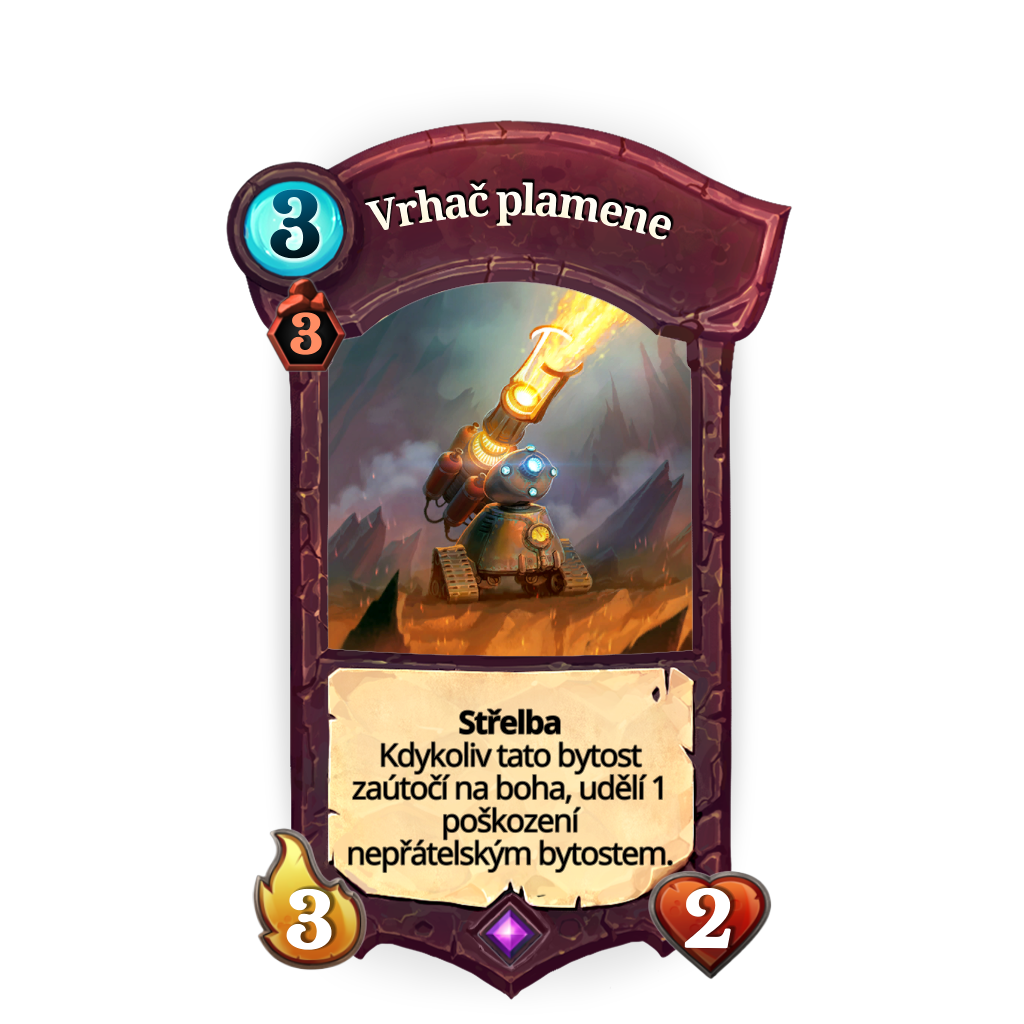 3
Vrhač plamene
3
Střelba
Kdykoliv tato bytost
zaútočí na boha, udělí 1
poškození
nepřátelským bytostem.
3
2